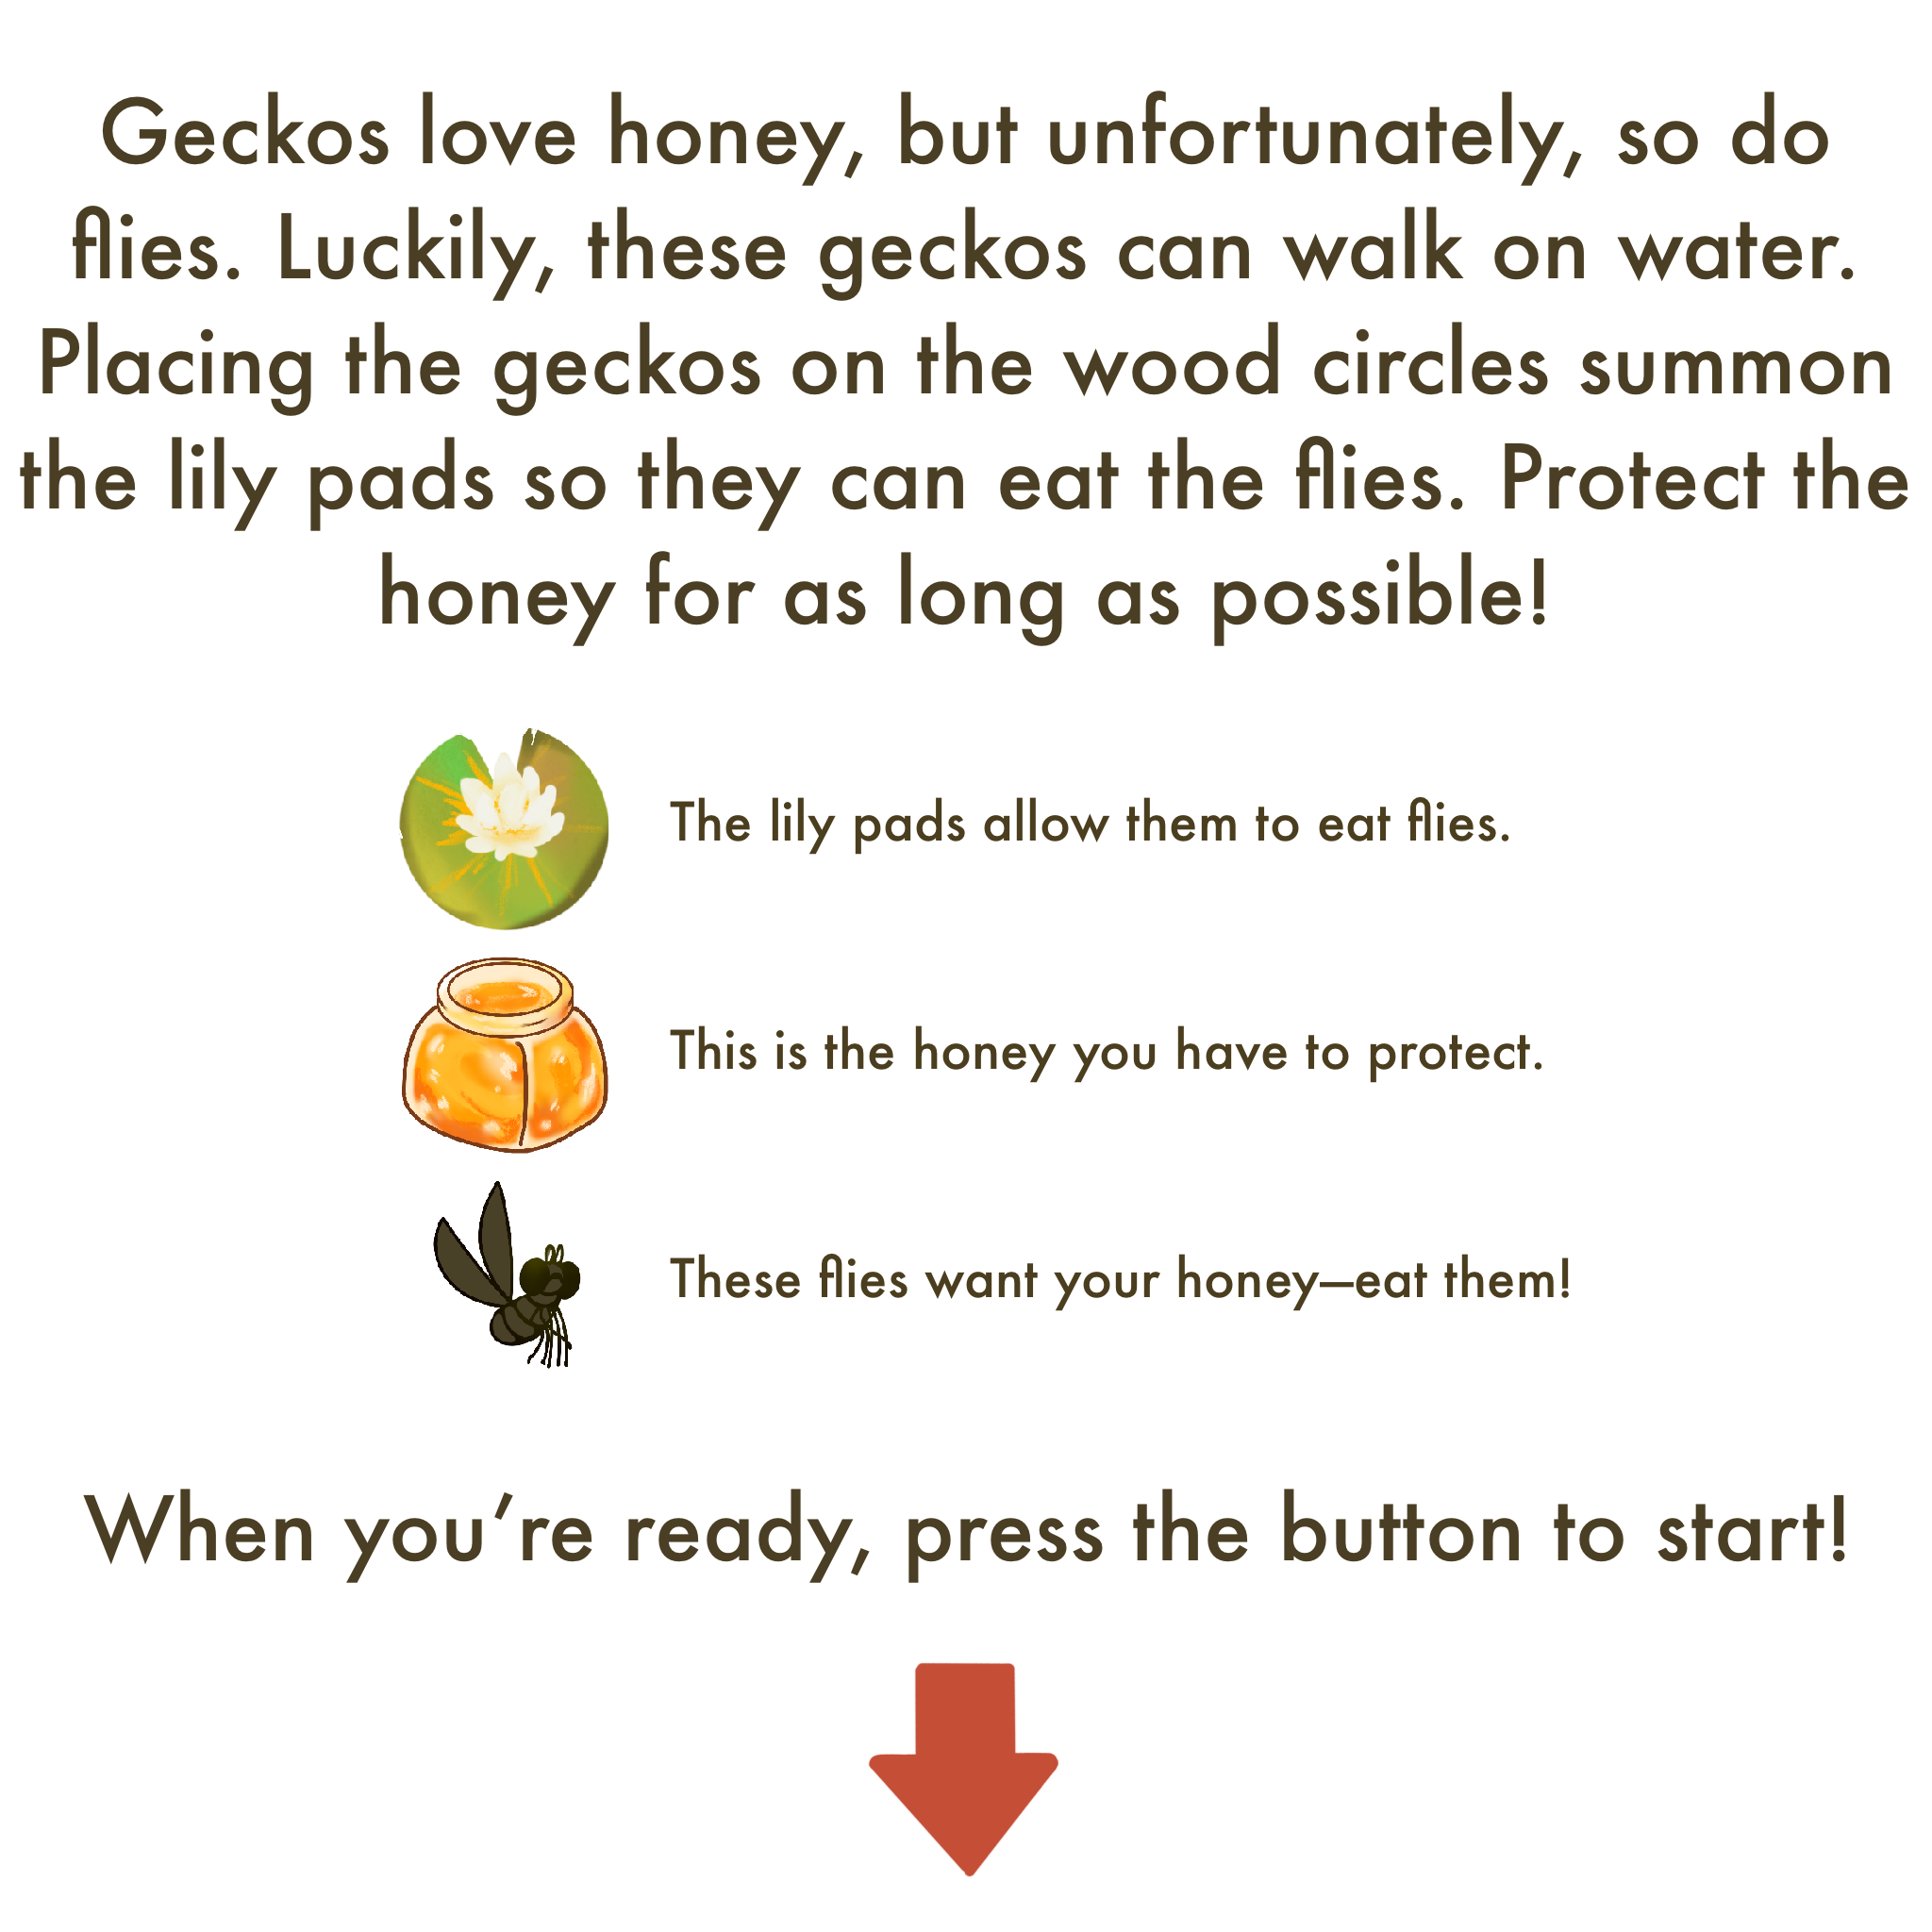 Geckos love honey, but unfortunately, so do
flies. Luckily, these geckos can walk on water.
Placing the geckos on the wood circles summon
the lily pads so they can eat the flies. Protect the
honey for as long as possible!
The lily pads allow them to eat flies.
This is the honey you have to protect.
These flies want your honey—eat them!
When you’re ready, press the button to start!